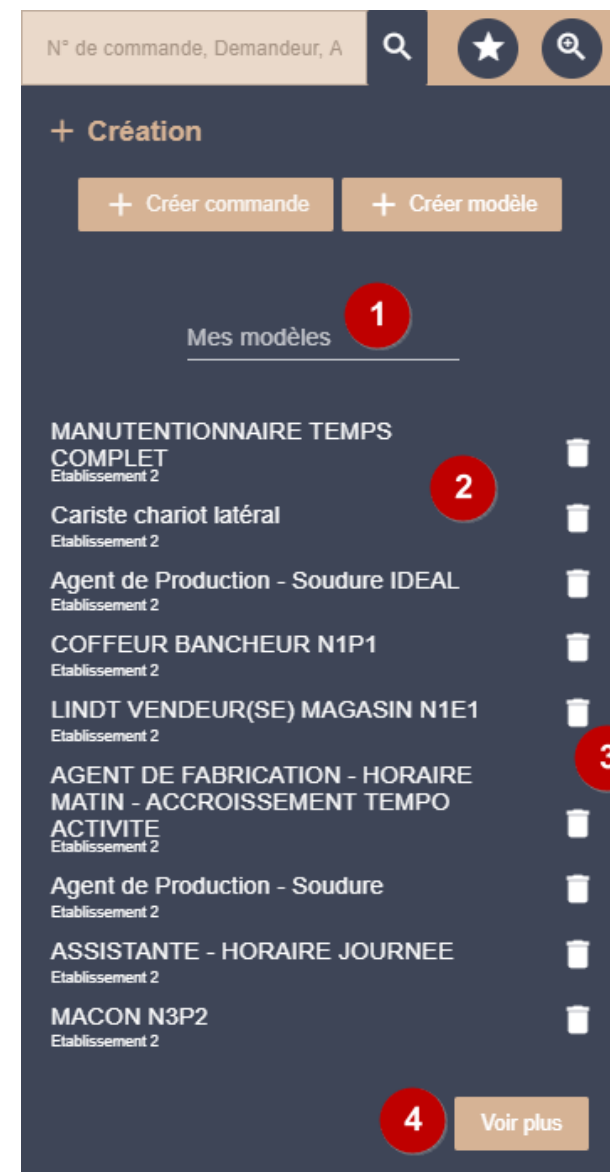 N° de commande, Demandeur, A
+ Création
+ Créer commande + Créer modèle
1
Mes modèles
MANUTENTIONNAIRE TEMPS
COMPLET
Etablissement 2
2
Cariste chariot latéral
Etablissement 2
Agent de Production - Soudure IDEAL
Etablissement 2
COFFEUR BANCHEUR N1P1
Etablissement 2
LINDT VENDEUR(SE) MAGASIN N1E1
Etablissement 2
3
AGENT DE FABRICATION - HORAIRE
MATIN - ACCROISSEMENT TEMPO
ACTIVITE
Etablissement 2
Agent de Production - Soudure
Etablissement 2
ASSISTANTE - HORAIRE JOURNEE
Etablissement 2
MACON N3P2
Etablissement 2
4 Voir plus